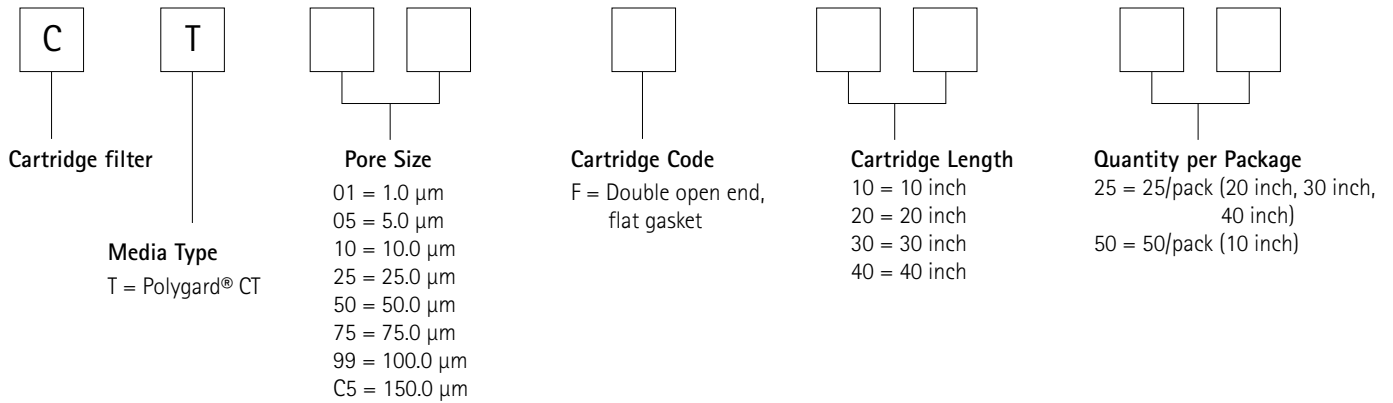 C T
Cartridge filter
Media Type
T = Polygard® CT
Pore Size
01 = 1.0 µm
05 = 5.0 µm
10 = 10.0 µm
25 = 25.0 µm
50 = 50.0 µm
75 = 75.0 µm
99 = 100.0 µm
C5 = 150.0 µm
Cartridge Code
F = Double open end,
flat gasket
Cartridge Length
10 = 10 inch
20 = 20 inch
30 = 30 inch
40 = 40 inch
Quantity per Package
25 = 25/pack (20 inch, 30 inch,
40 inch)
50 = 50/pack (10 inch)